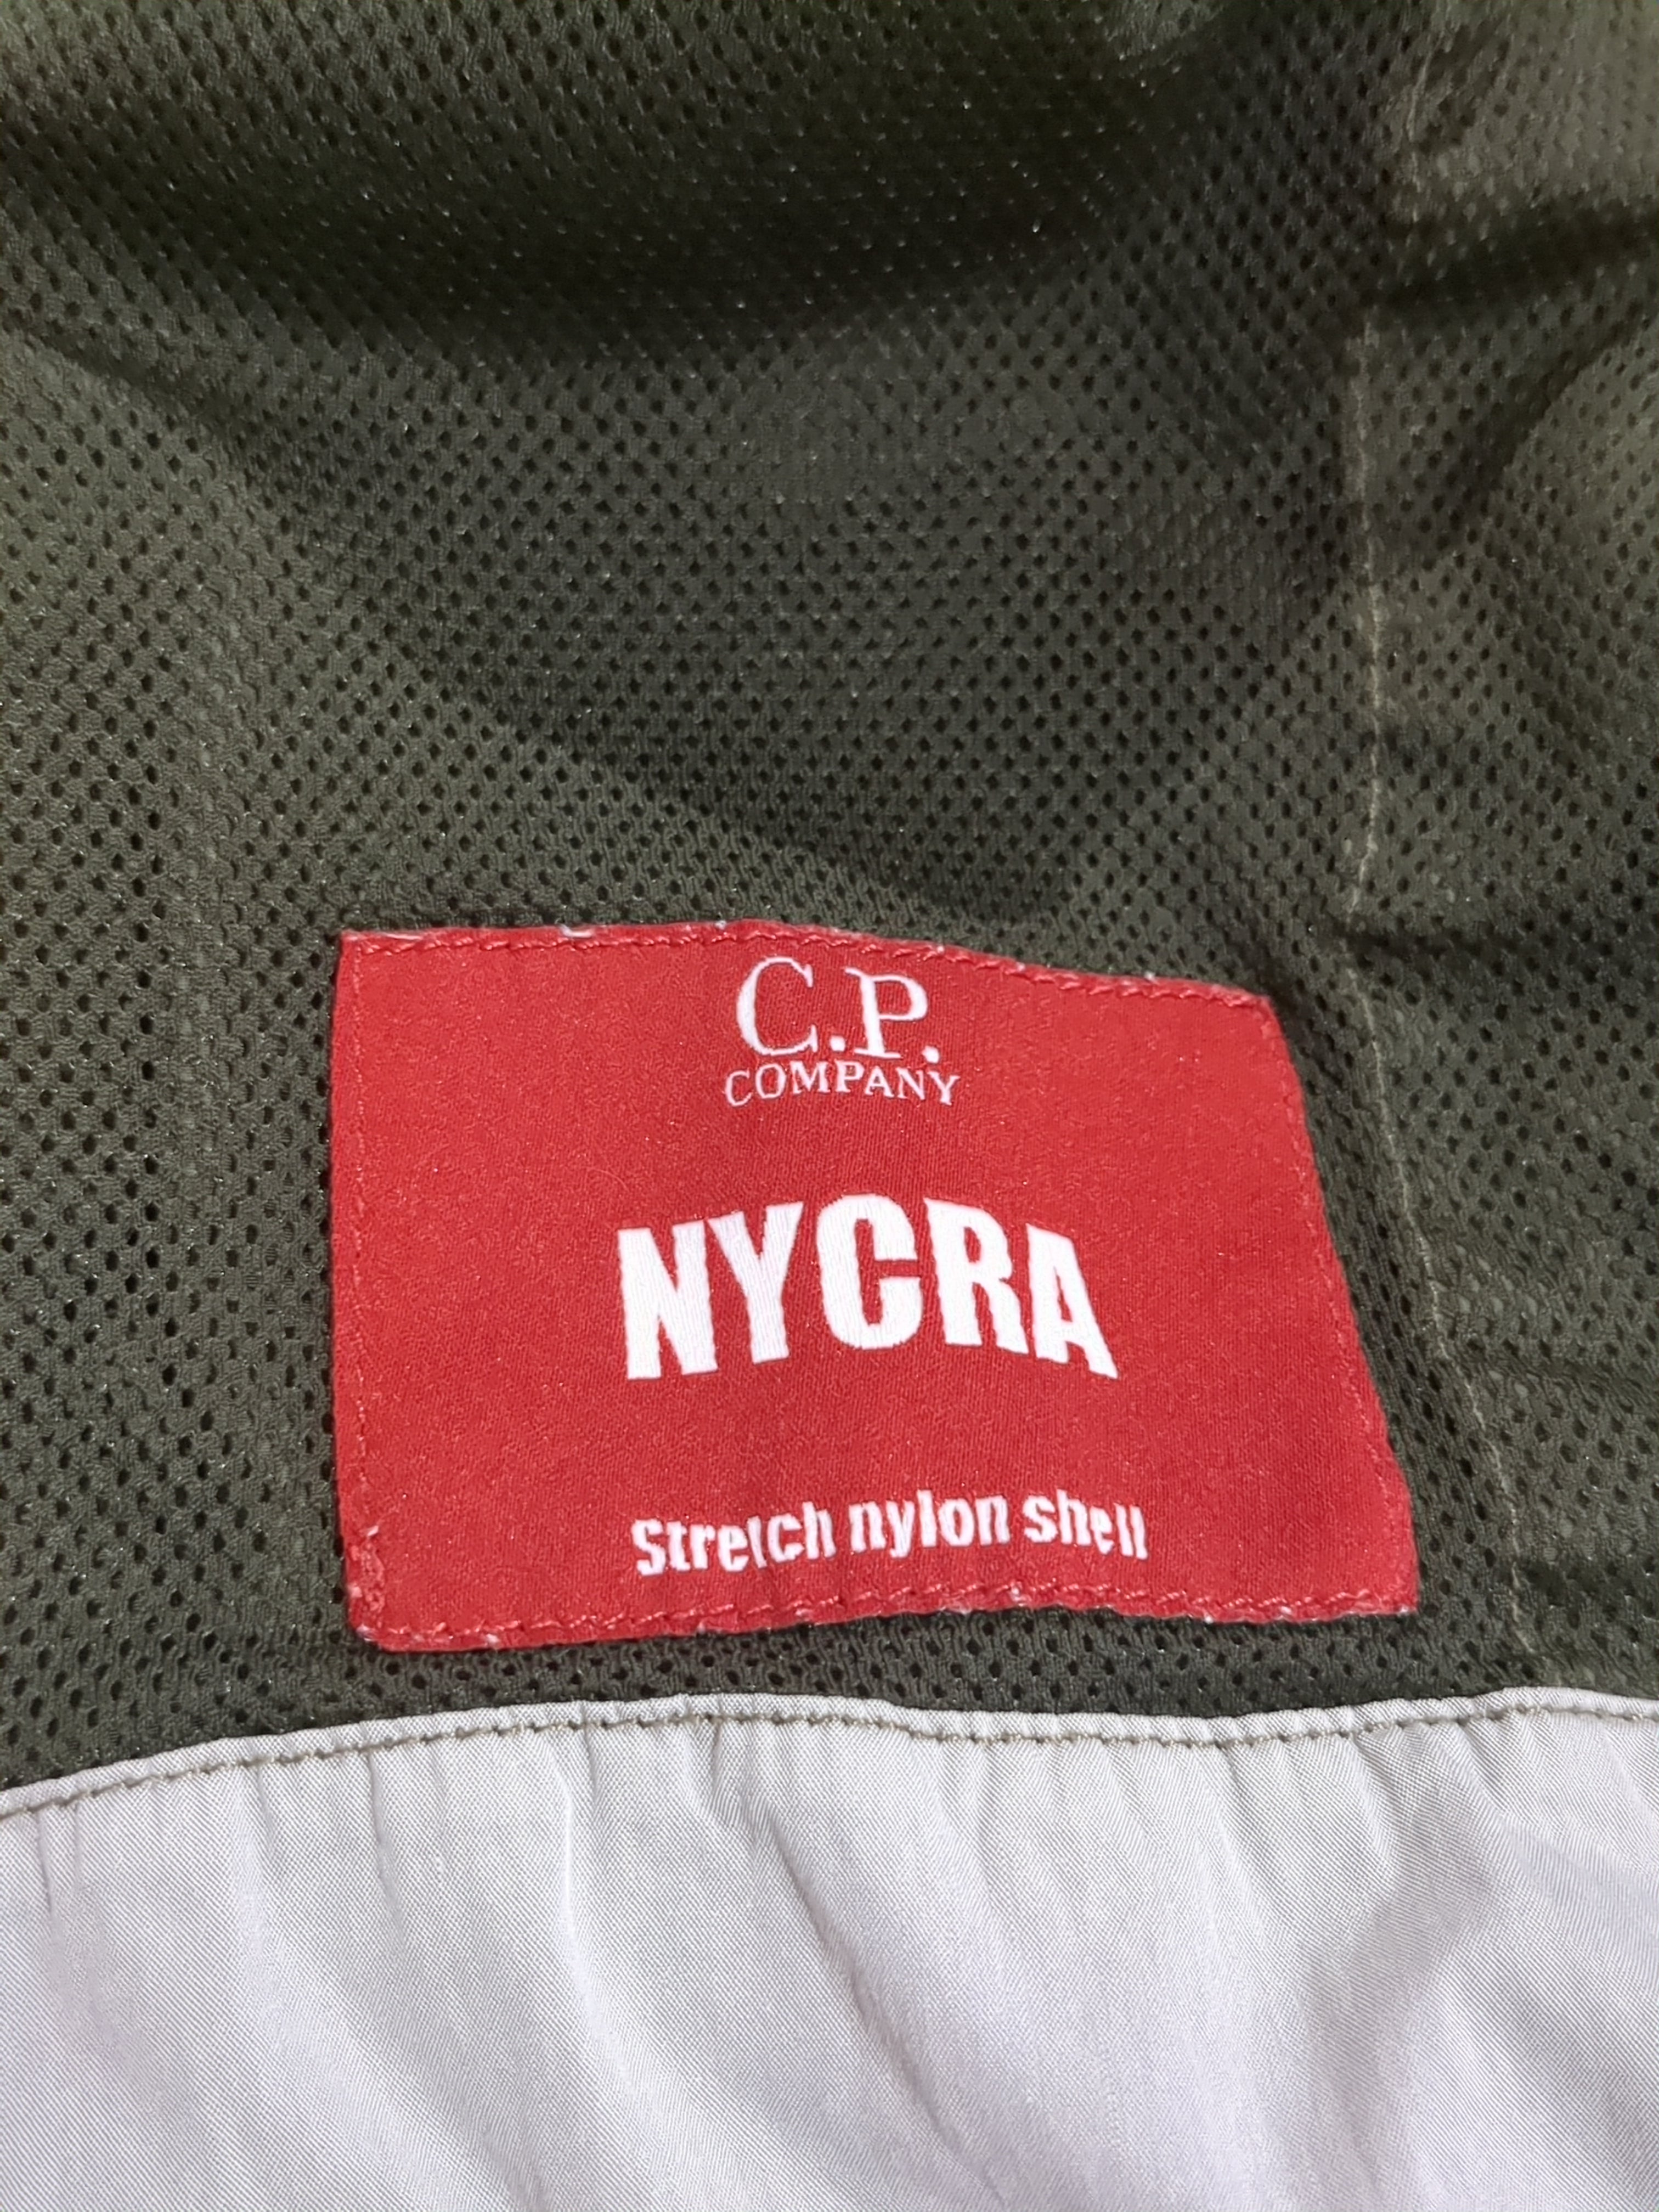 C.P.
COMPANY
NYCRA
Stretch nylon shell